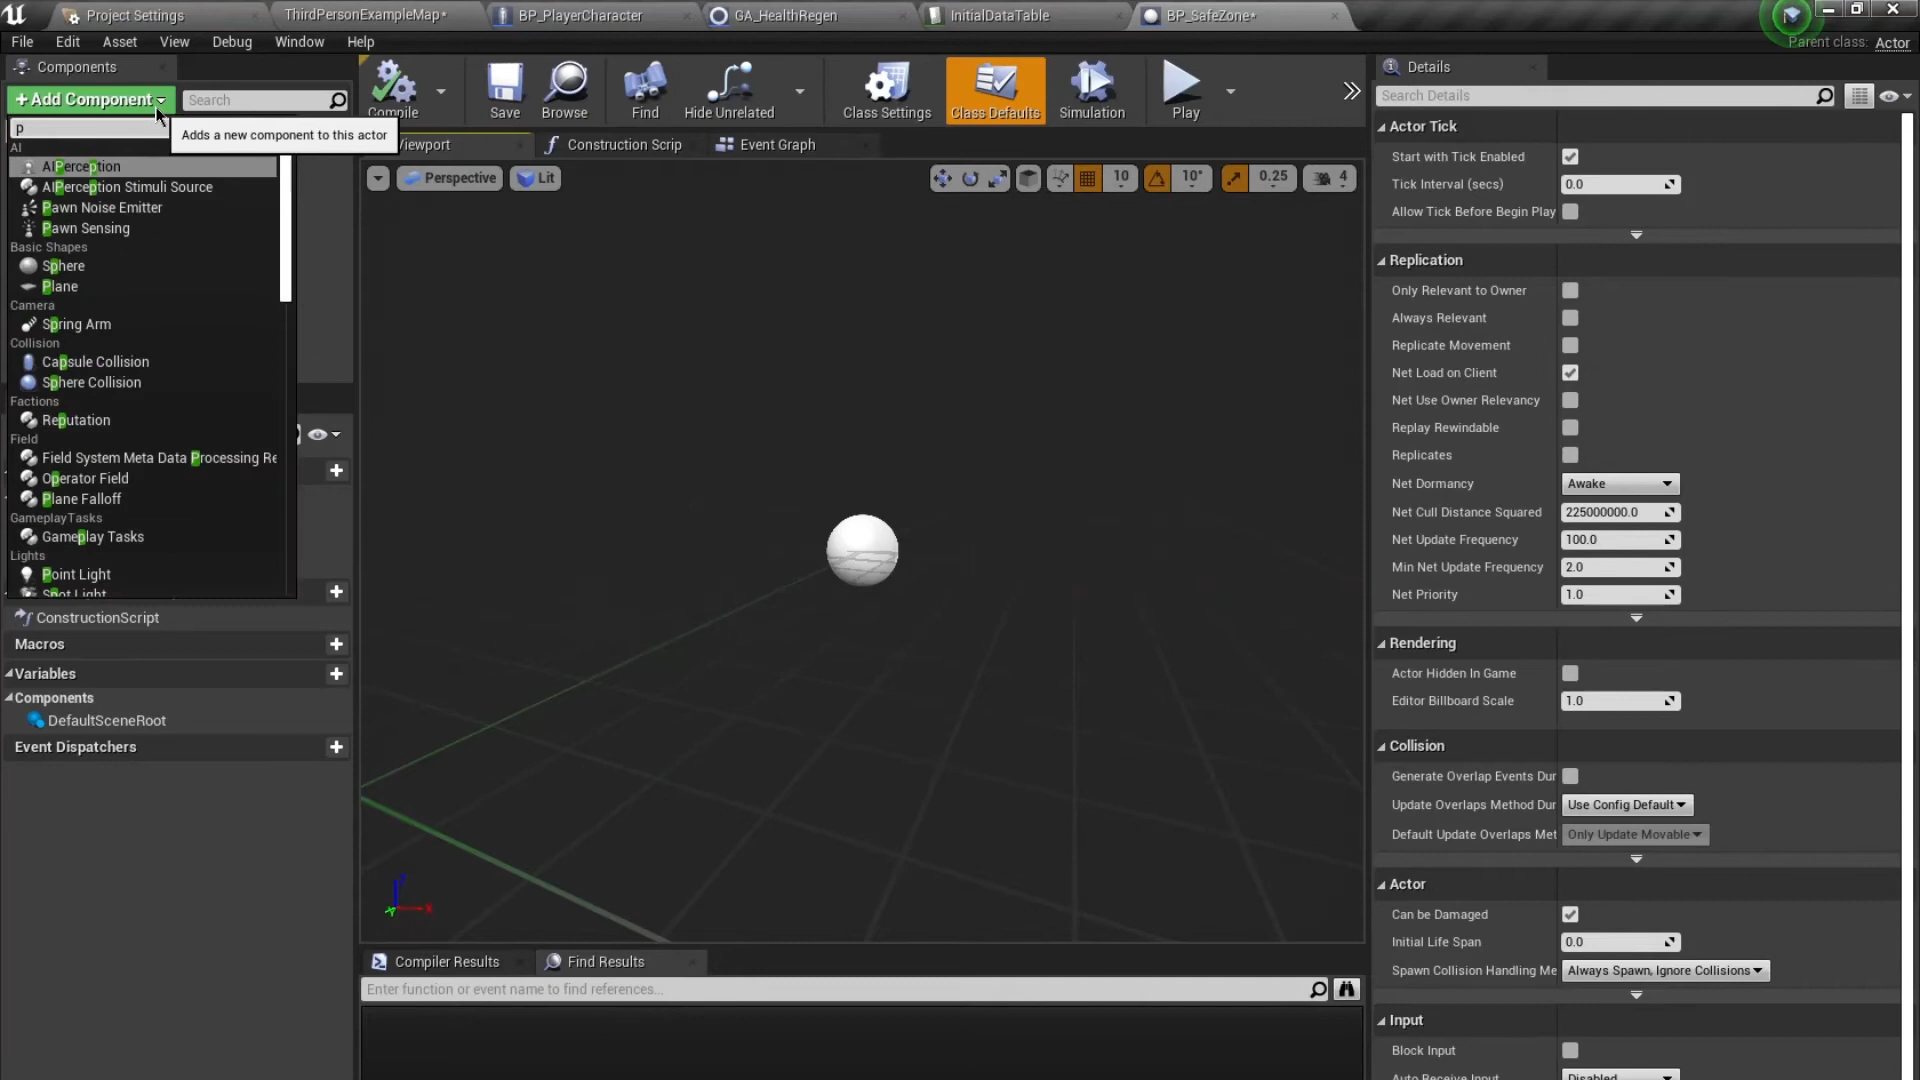 Project Settings
ThirdPersonExampleMap*
BP_PlayerCharacter
GA_HealthRegen
InitialDataTable
BP_SafeZone*
File Edit Asset View Debug Window Help
Parent class: Actor
Components
+Add Component
Search
p
Adds a new component to this actor
AI
AIPerception
AIPerception Stimuli Source
Pawn Noise Emitter
Pawn Sensing
Basic Shapes
Sphere
Plane
Camera
Spring Arm
Collision
Capsule Collision
Sphere Collision
Factions
Reputation
Field
Field System Meta Data Processing Re
Operator Field
Plane Falloff
GameplayTasks
Gameplay Tasks
Lights
Point Light
Spot Light
ConstructionScript
Macros
Variables
Components
DefaultSceneRoot
Event Dispatchers
Compile
Save
Browse
Find
Hide Unrelated
Class Settings
Class Defaults
Simulation
Play
Viewport
Construction Scrip
Event Graph
Perspective
Lit
10
10°
0.25
4
Z
X
Y
Compiler Results
Find Results
Enter function or event name to find references...
Details
Search Details
Actor Tick
Start with Tick Enabled
Tick Interval (secs) 0.0
Allow Tick Before Begin Play
Replication
Only Relevant to Owner
Always Relevant
Replicate Movement
Net Load on Client
Net Use Owner Relevancy
Replay Rewindable
Replicates
Net Dormancy Awake
Net Cull Distance Squared 225000000.0
Net Update Frequency 100.0
Min Net Update Frequency 2.0
Net Priority 1.0
Rendering
Actor Hidden In Game
Editor Billboard Scale 1.0
Collision
Generate Overlap Events Dur
Update Overlaps Method Dur Use Config Default
Default Update Overlaps Met Only Update Movable
Actor
Can be Damaged
Initial Life Span 0.0
Spawn Collision Handling Me Always Spawn, Ignore Collisions
Input
Block Input
Auto Receive Input Disabled